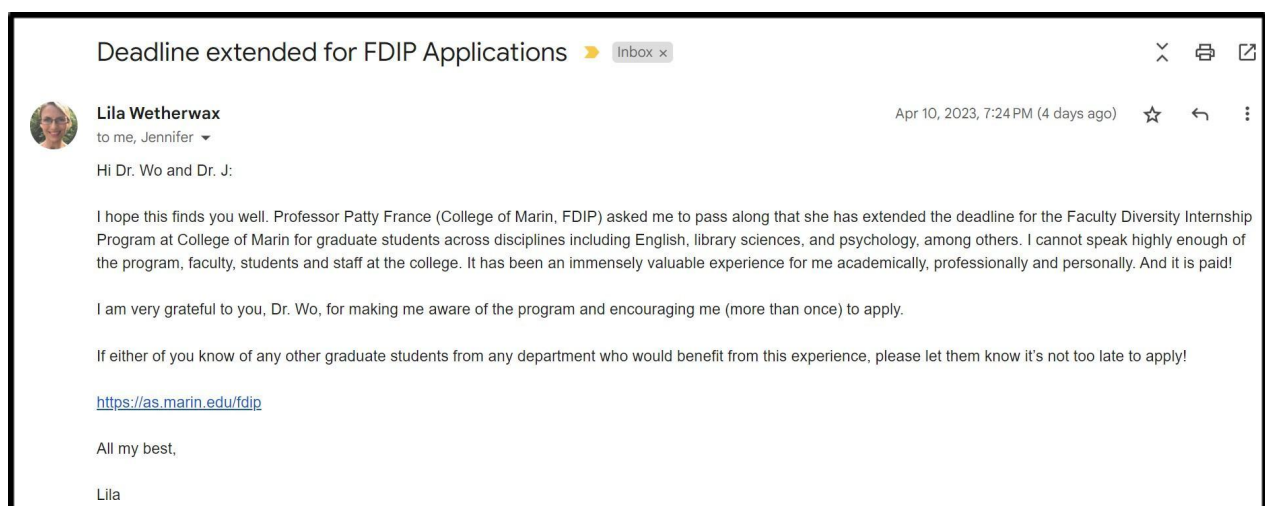 Deadline extended for FDIP Applications Inbox x
Lila Wetherwax Apr 10, 2023, 7:24 PM (4 days ago)
to me, Jennifer
Hi Dr. Wo and Dr. J:
I hope this finds you well. Professor Patty France (College of Marin, FDIP) asked me to pass along that she has extended the deadline for the Faculty Diversity Internship
Program at College of Marin for graduate students across disciplines including English, library sciences, and psychology, among others. I cannot speak highly enough of
the program, faculty, students and staff at the college. It has been an immensely valuable experience for me academically, professionally and personally. And it is paid!
I am very grateful to you, Dr. Wo, for making me aware of the program and encouraging me (more than once) to apply.
If either of you know of any other graduate students from any department who would benefit from this experience, please let them know it's not too late to apply!
https://as.marin.edu/fdip
All my best,
Lila